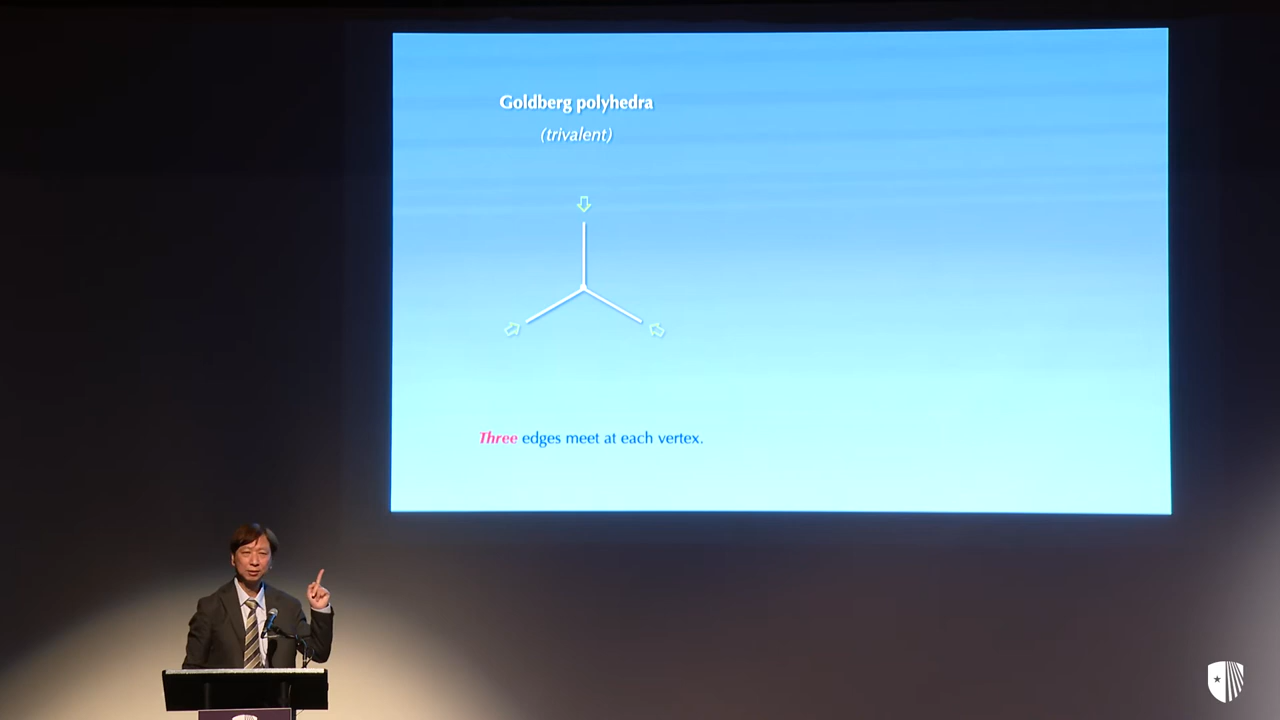 Goldberg polyhedra
(trivalent)
Three edges meet at each vertex.